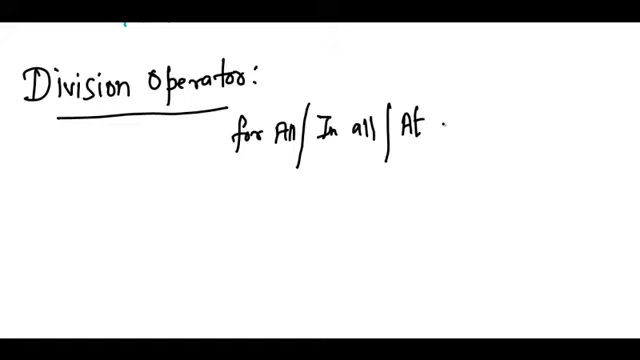 Division Operator:
for All / In all / At